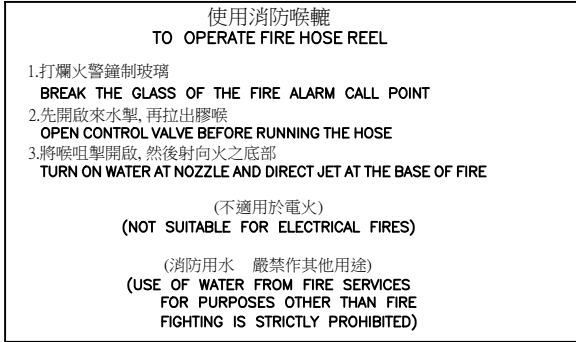 使用消防喉轆
TO OPERATE FIRE HOSE REEL
1.打爛火警鐘制玻璃
BREAK THE GLASS OF THE FIRE ALARM CALL POINT
2.先開啟來水掣, 再拉出膠喉
OPEN CONTROL VALVE BEFORE RUNNING THE HOSE
3.將喉咀掣開啟, 然後射向火之底部
TURN ON WATER AT NOZZLE AND DIRECT JET AT THE BASE OF FIRE
(不適用於電火)
(NOT SUITABLE FOR ELECTRICAL FIRES)
(消防用水 嚴禁作其他用途)
(USE OF WATER FROM FIRE SERVICES
FOR PURPOSES OTHER THAN FIRE
FIGHTING IS STRICTLY PROHIBITED)